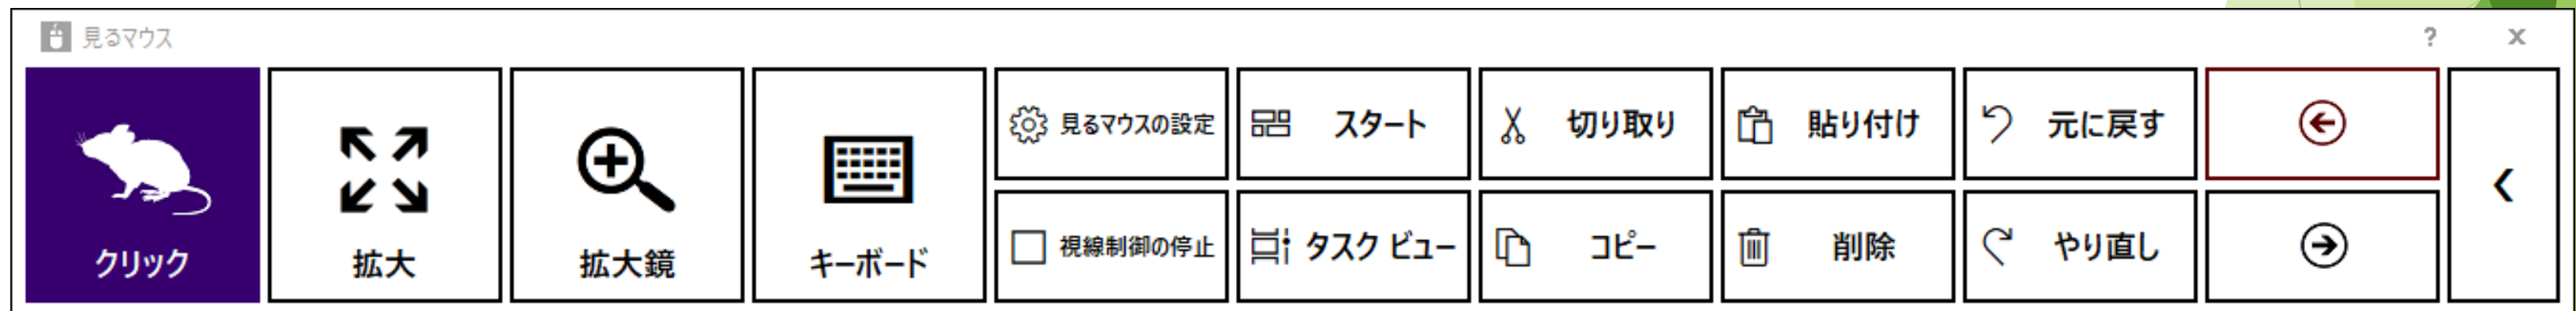 見るマウス
?
x
クリック
拡大
拡大鏡
キーボード
見るマウスの設定
スタート
切り取り
貼り付け
元に戻す
視線制御の停止
タスク ビュー
コピー
削除
やり直し